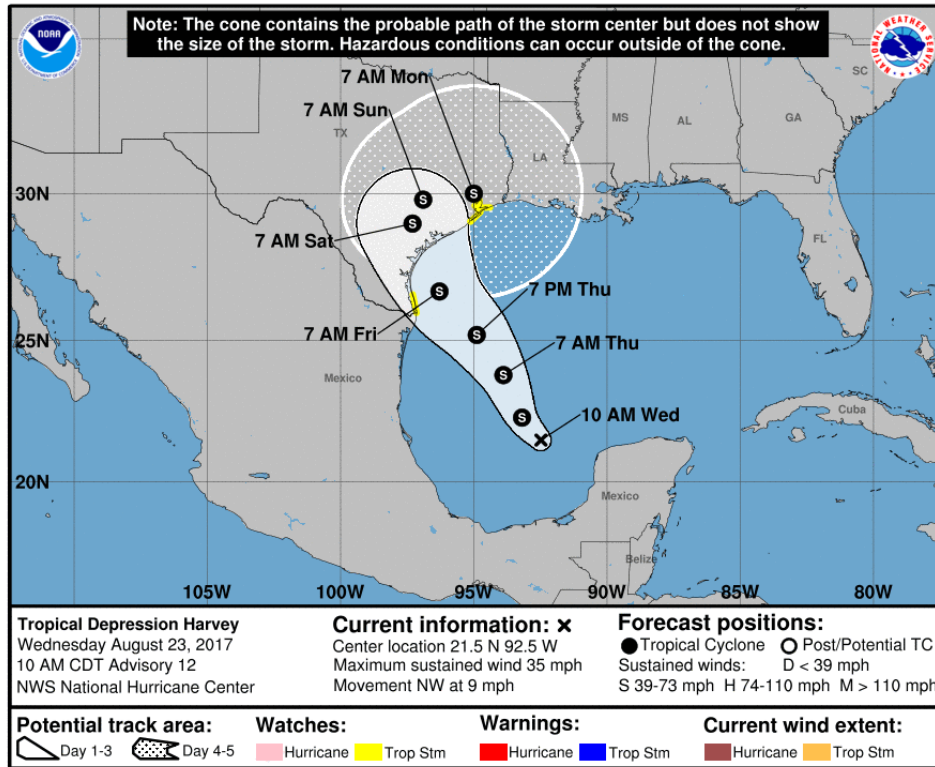 Note: The cone contains the probable path of the storm center but does not show
the size of the storm. Hazardous conditions can occur outside of the cone.
NOAA
NATIONAL WEATHER SERVICE
7 AM Mon
7 AM Sun
TX
LA
MS
AL
GA
SC
30N
7 AM Sat
FL
S
S
S
S
S
S
S
7 PM Thu
7 AM Fri
25N
7 AM Thu
Mexico
10 AM Wed
Cuba
20N
Mexico
Belize
105W
100W
95W
90W
85W
80W
Tropical Depression Harvey
Wednesday August 23, 2017
10 AM CDT Advisory 12
NWS National Hurricane Center
Current information: ×
Center location 21.5 N 92.5 W
Maximum sustained wind 35 mph
Movement NW at 9 mph
Forecast positions:
Tropical Cyclone Post/Potential TC
Sustained winds: D < 39 mph
S 39-73 mph H 74-110 mph M > 110 mph
Potential track area:
Day 1-3 Day 4-5
Watches:
Hurricane Trop Stm
Warnings:
Hurricane Trop Stm
Current wind extent:
Hurricane Trop Stm